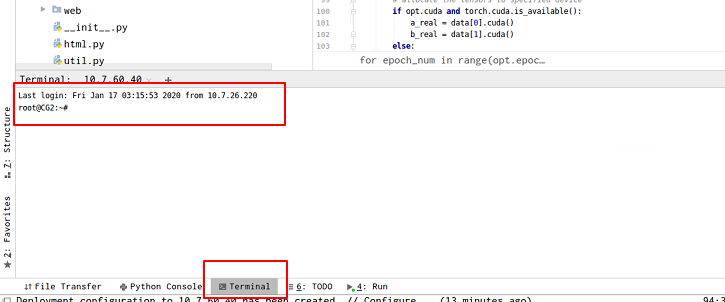 web
__init__.py
html.py
util.py
100 if opt.cuda and torch.cuda.is_available():
101 a_real = data[0].cuda()
102 b_real = data[1].cuda()
103 else:
for epoch_num in range(opt.epoc…
Terminal: 10.7.60.40 × +
Last login: Fri Jan 17 03:15:53 2020 from 10.7.26.220
root@CG2:~#
7: Structure
2: Favorites
File Transfer Python Console Terminal 6: TODO 4: Run
Deployment configuration to 10.7.60.40 has been created. // Configure... (13 minutes ago)